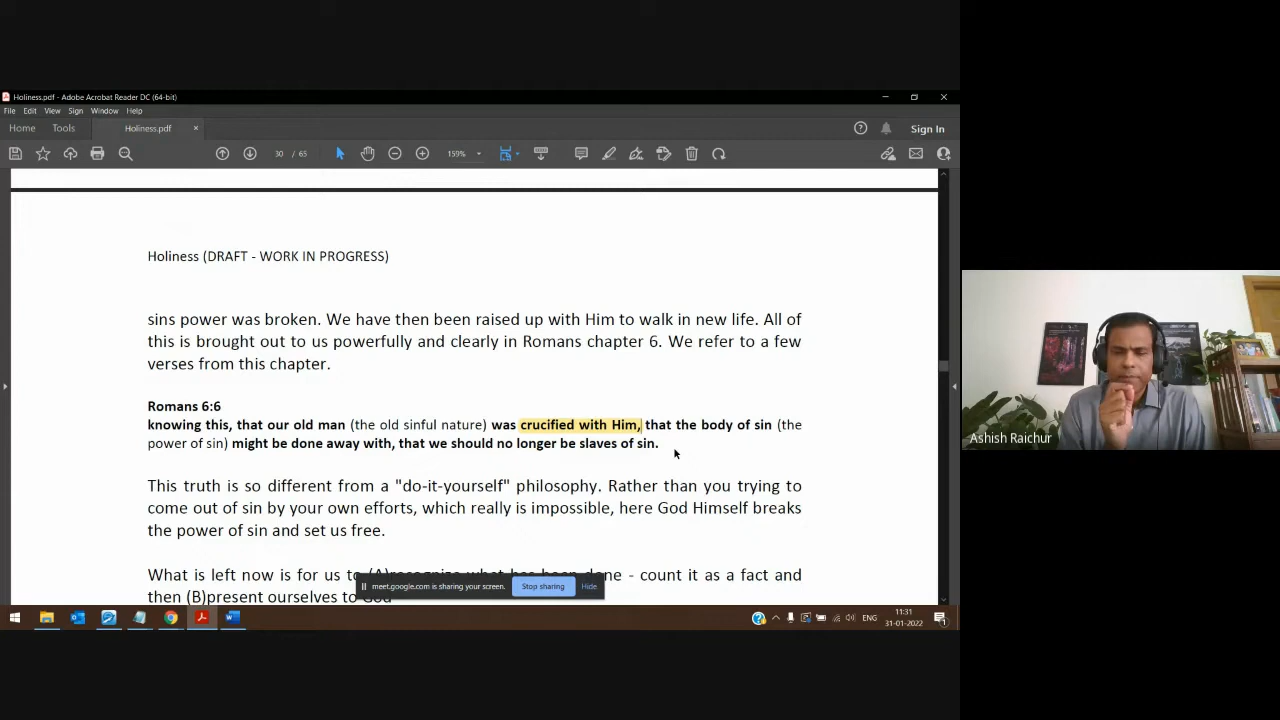 Holiness.pdf - Adobe Acrobat Reader DC (64-bit)
File Edit View Sign Window Help
Home Tools Holiness.pdf × Sign In
30 / 65 159%
Holiness (DRAFT - WORK IN PROGRESS)
sins power was broken. We have then been raised up with Him to walk in new life. All of
this is brought out to us powerfully and clearly in Romans chapter 6. We refer to a few
verses from this chapter.
Romans 6:6
knowing this, that our old man (the old sinful nature) was crucified with Him, that the body of sin (the
power of sin) might be done away with, that we should no longer be slaves of sin.
This truth is so different from a "do-it-yourself" philosophy. Rather than you trying to
come out of sin by your own efforts, which really is impossible, here God Himself breaks
the power of sin and set us free.
What is left now is for us to (A)recognize what has been done - count it as a fact and
then (B)present ourselves to God
meet.google.com is sharing your screen. Stop sharing Hide
ENG 11:31
31-01-2022
Ashish Raichur